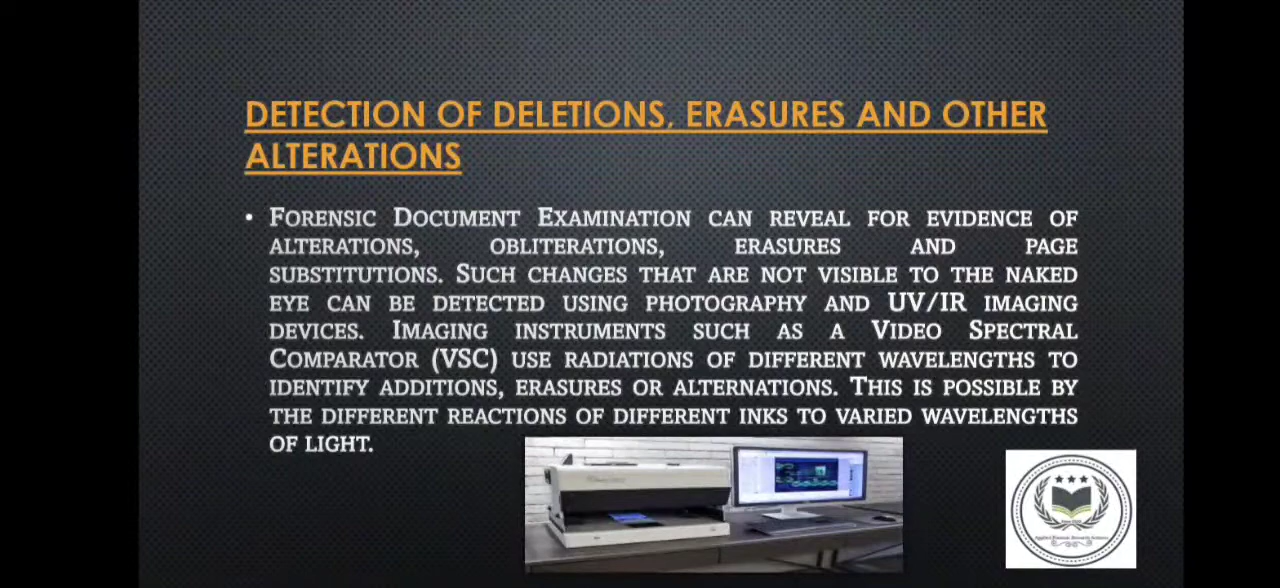 DETECTION OF DELETIONS, ERASURES AND OTHER
ALTERATIONS
• FORENSIC DOCUMENT EXAMINATION CAN REVEAL FOR EVIDENCE OF
ALTERATIONS, OBLITERATIONS, ERASURES AND PAGE
SUBSTITUTIONS. SUCH CHANGES THAT ARE NOT VISIBLE TO THE NAKED
EYE CAN BE DETECTED USING PHOTOGRAPHY AND UV/IR IMAGING
DEVICES. IMAGING INSTRUMENTS SUCH AS A VIDEO SPECTRAL
COMPARATOR (VSC) USE RADIATIONS OF DIFFERENT WAVELENGTHS TO
IDENTIFY ADDITIONS, ERASURES OR ALTERNATIONS. THIS IS POSSIBLE BY
THE DIFFERENT REACTIONS OF DIFFERENT INKS TO VARIED WAVELENGTHS
OF LIGHT.